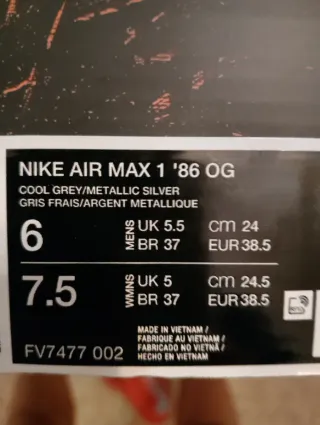 NIKE AIR MAX 1 '86 OG
COOL GREY/METALLIC SILVER
GRIS FRAIS/ARGENT METALLIQUE
6 MENS UK 5.5 cm 24
BR 37 EUR 38.5
7.5 WMNS UK 5 cm 24.5
BR 37 EUR 38.5
MADE IN VIETNAM /
FABRIQUE AU VIETNAM /
FABRICADO NO VIETNÃ /
HECHO EN VIETNAM
FV7477 002